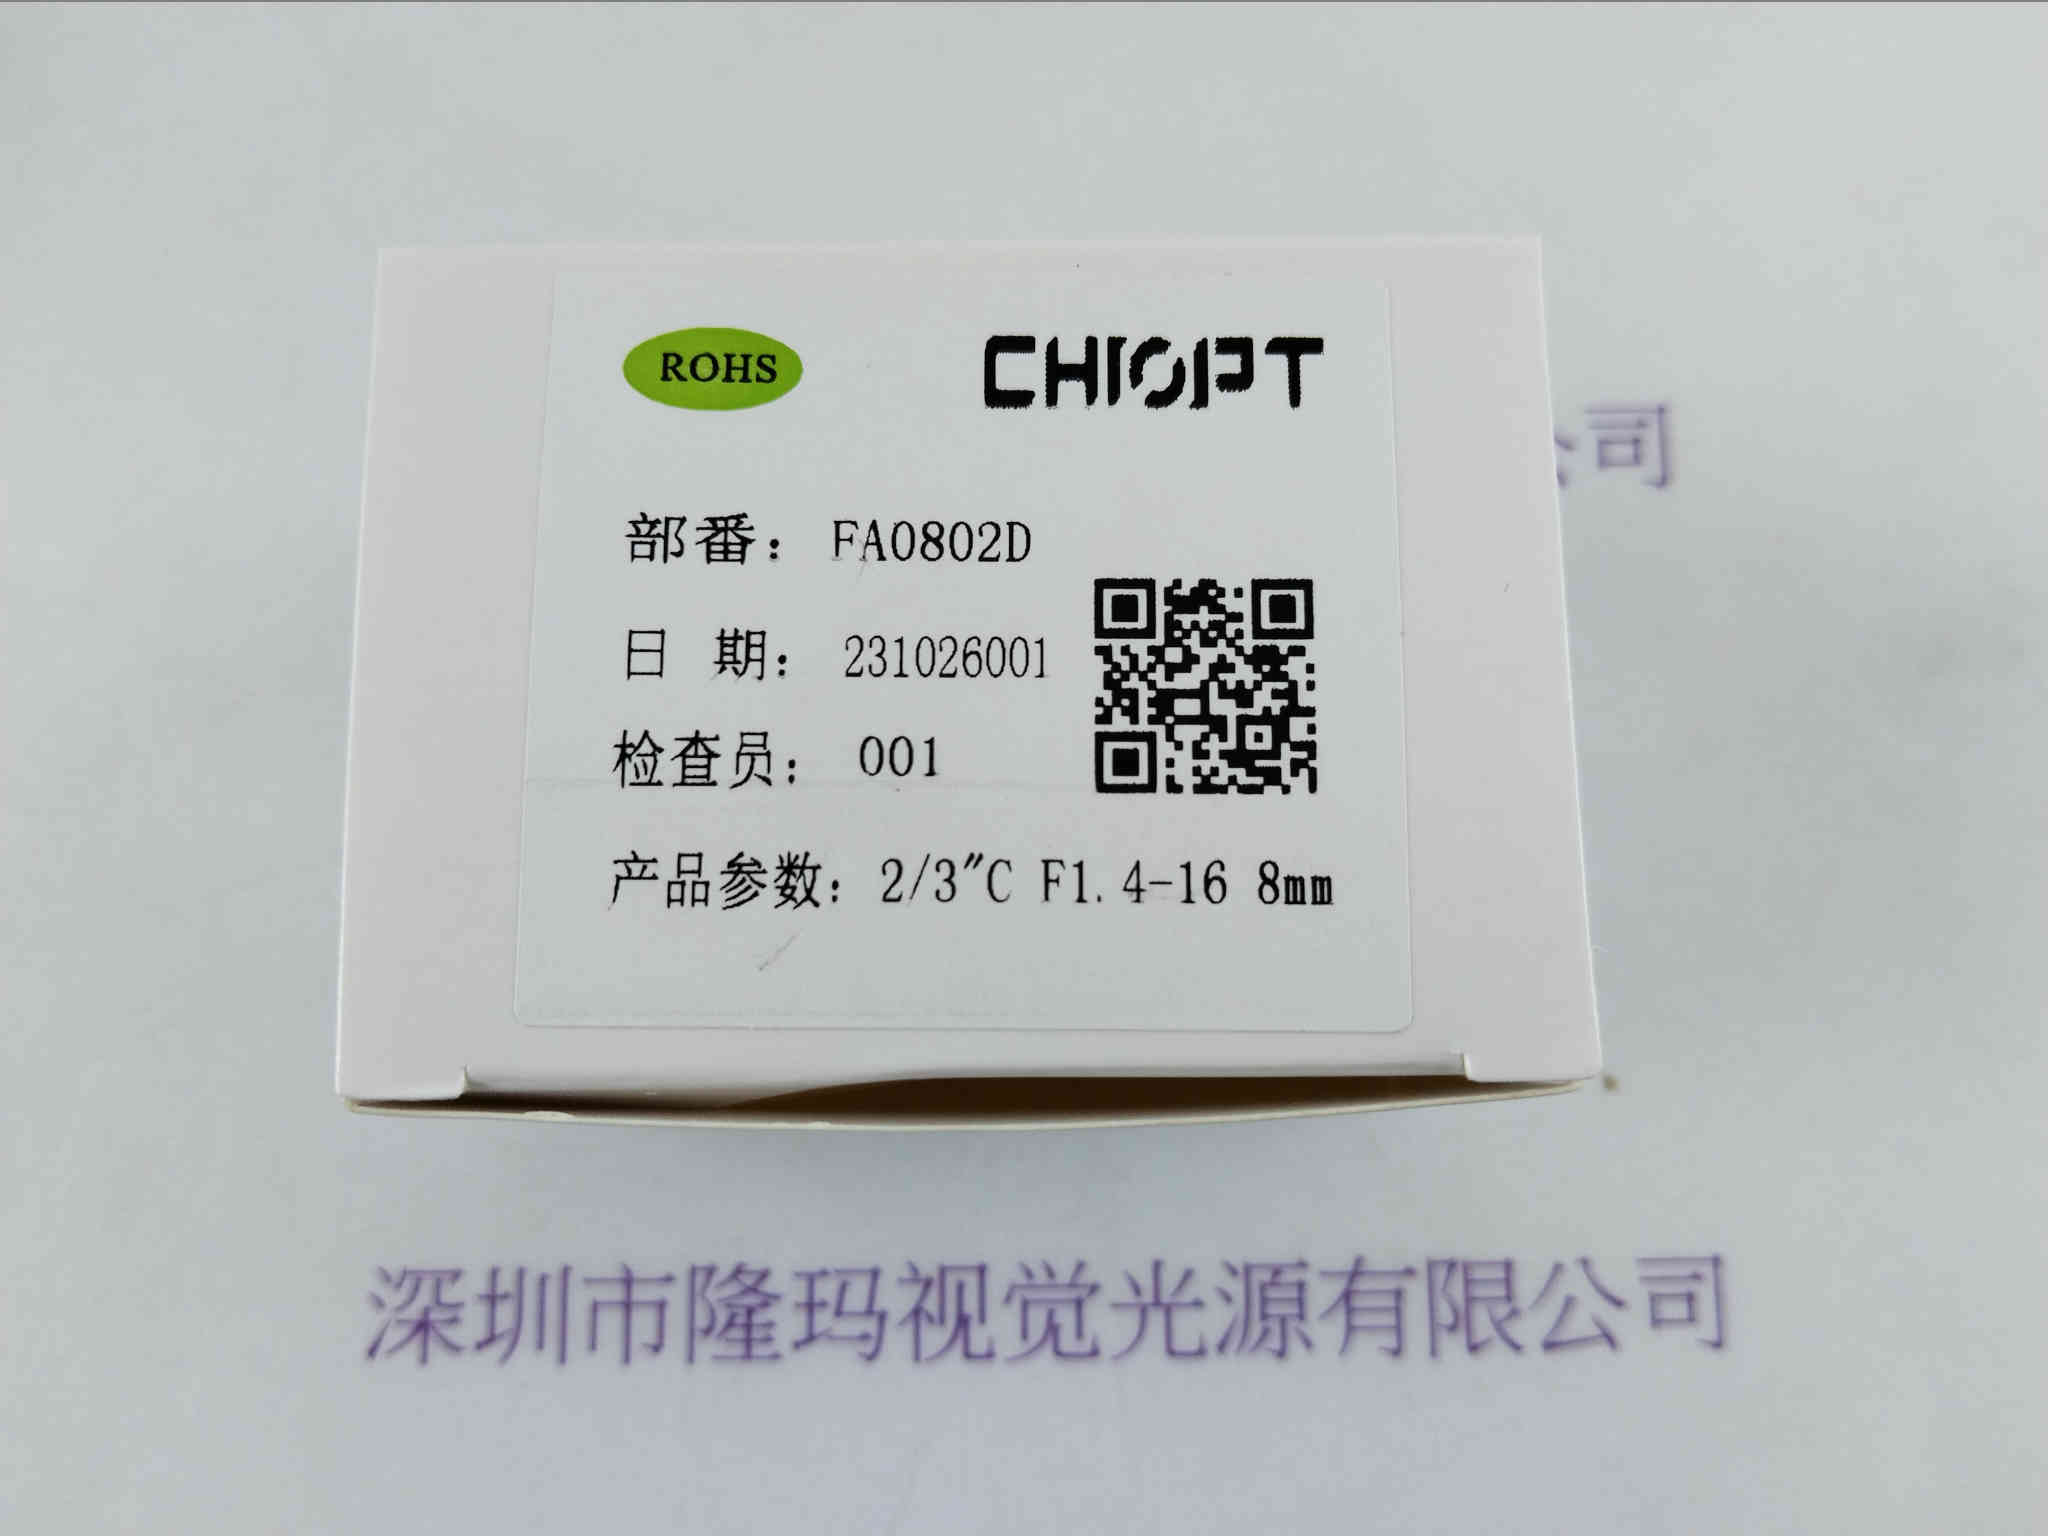 ROHS
CHIOPT
公司
部番： FA0802D
日 期： 231026001
检查员： 001
产品参数：2/3"C F1.4-16 8mm
深圳市隆玛视觉光源有限公司